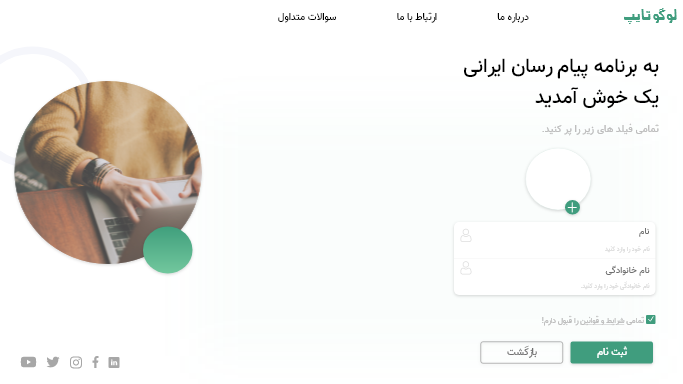 لوگو تایپ
درباره ما
ارتباط با ما
سوالات متداول
به برنامه پیام رسان ایرانی
یک خوش آمدید
تمامی فیلد های زیر را پر کنید.
نام
نام خود را وارد کنید.
نام خانوادگی
نام خانوادگی خود را وارد کنید.
تمامی شرایط و قوانین را قبول دارم!
ثبت نام
بازگشت